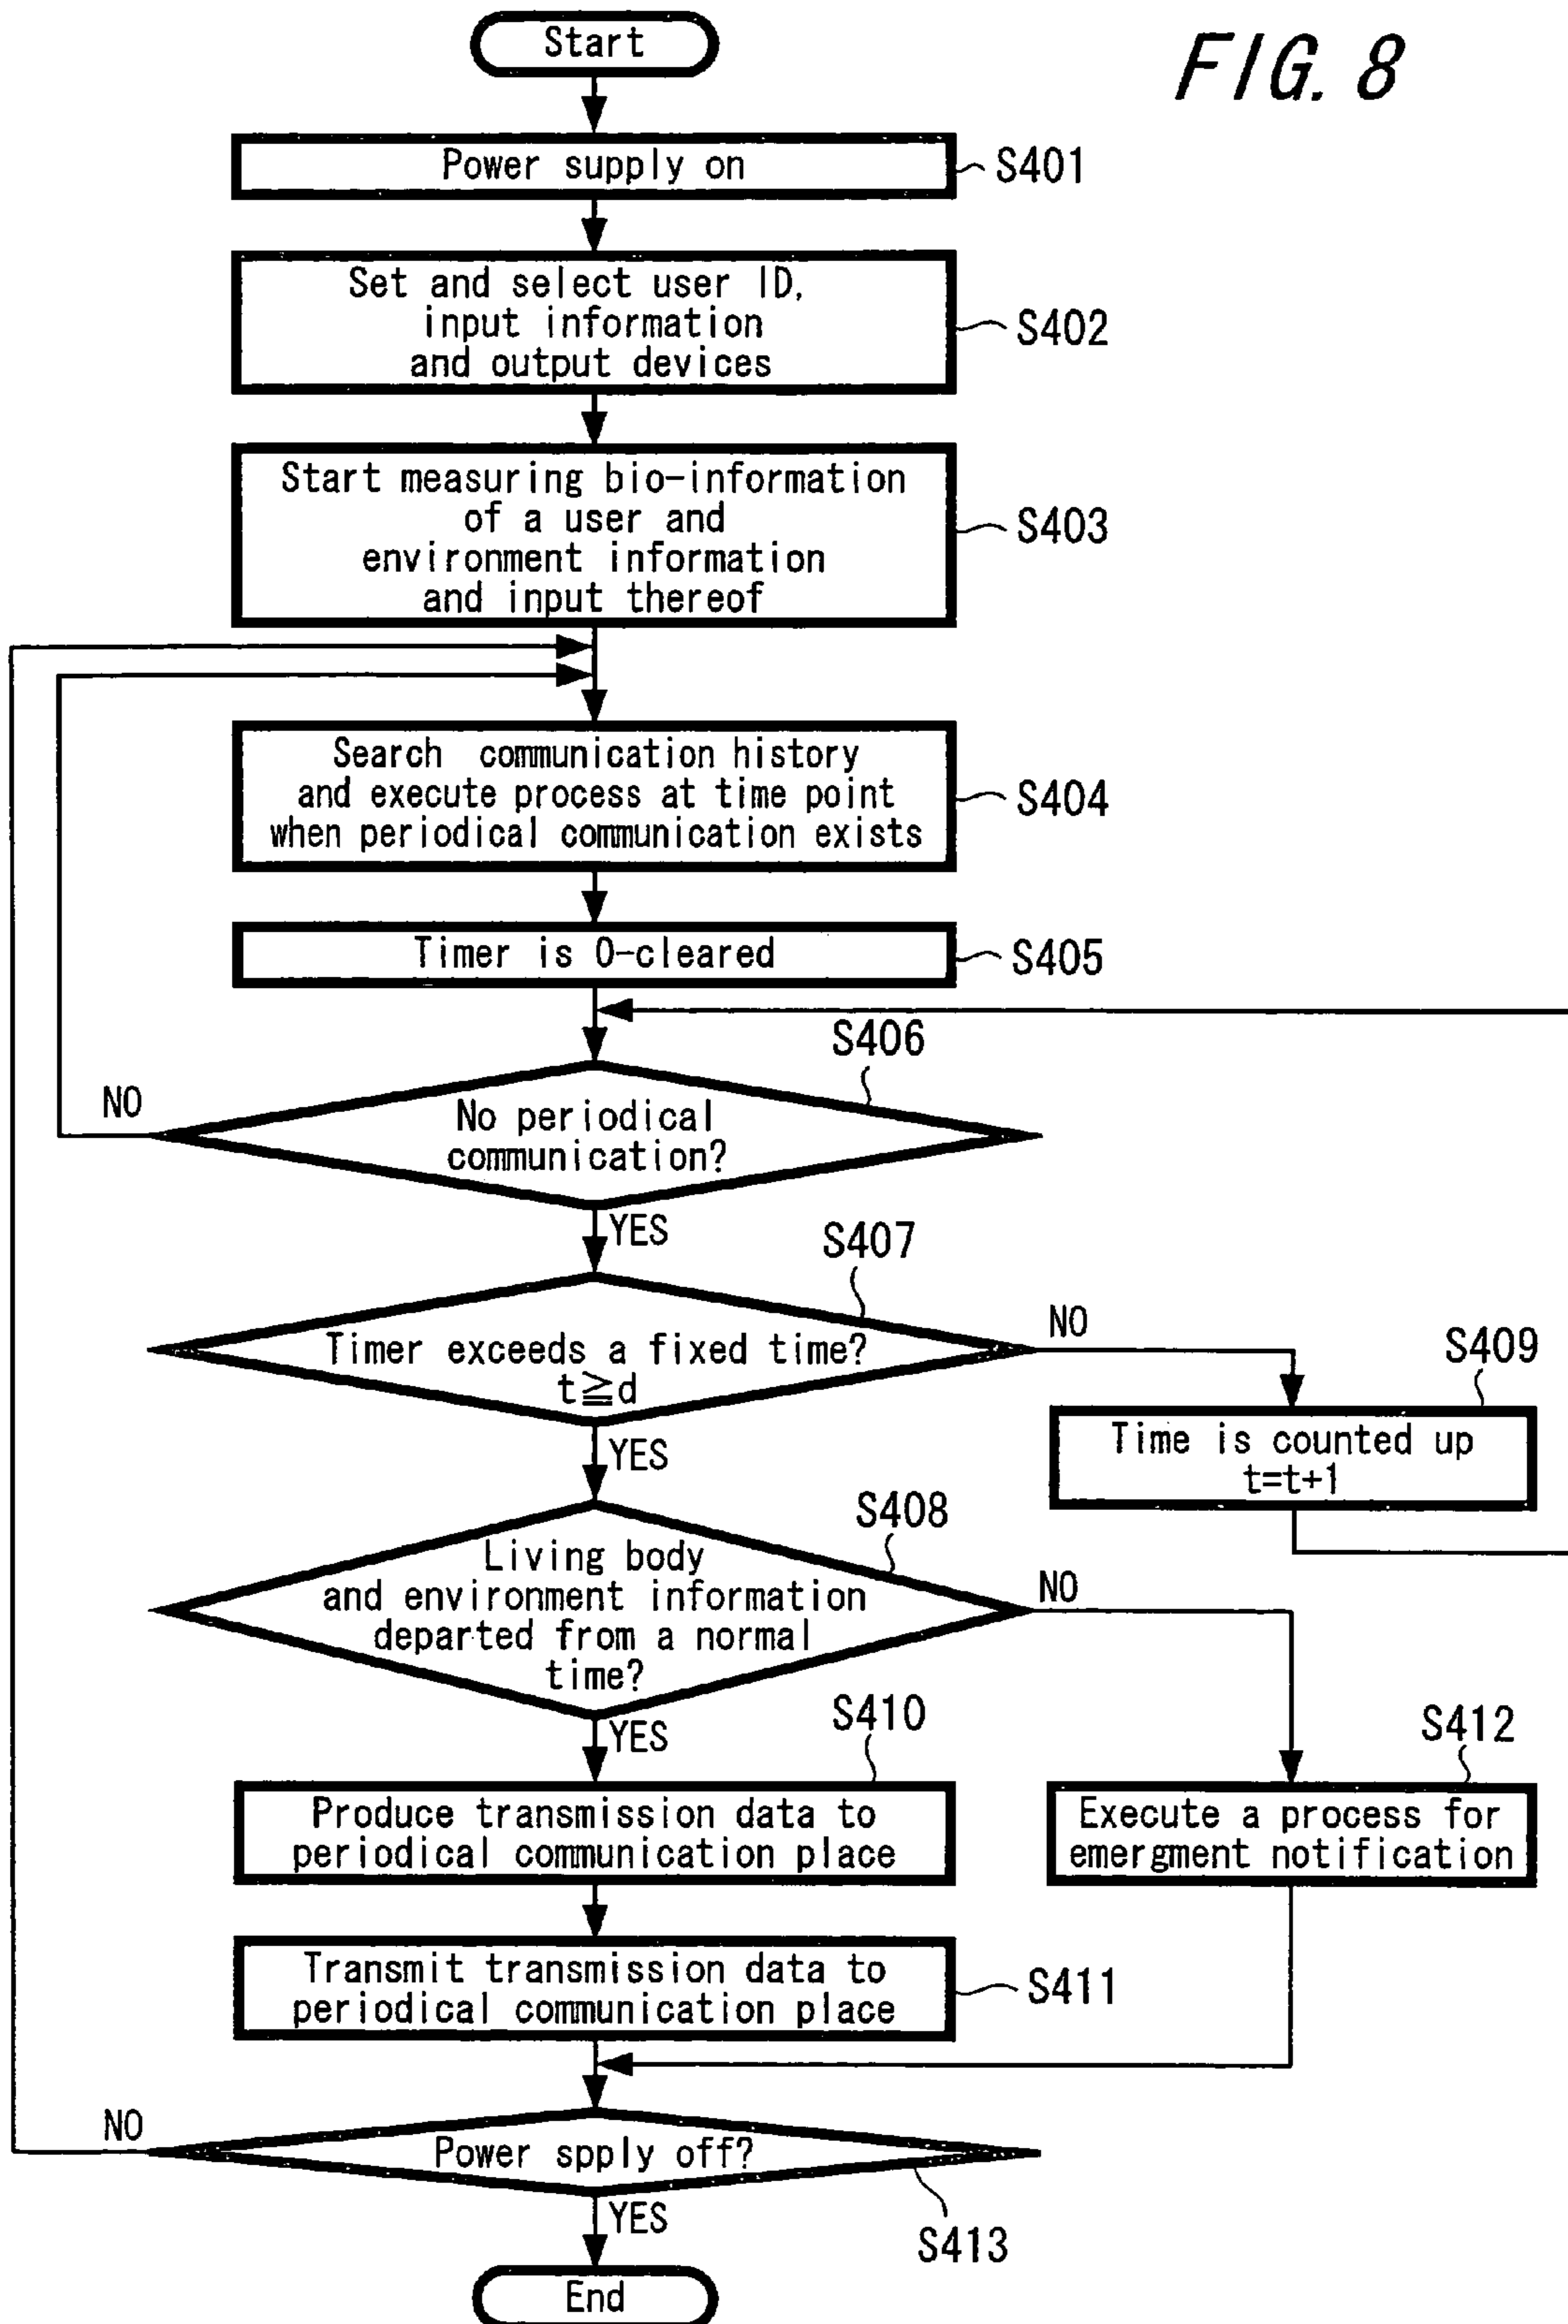 FIG. 8
Start
Power supply on
S401
Set and select user ID,
input information
and output devices
S402
Start measuring bio-information
of a user and
environment information
and input thereof
S403
Search communication history
and execute process at time point
when periodical communication exists
S404
Timer is 0-cleared
S405
S406
NO
No periodical
communication?
YES
S407
Timer exceeds a fixed time?
t≧d
NO
S409
Time is counted up
t=t+1
YES
S408
Living body
and environment information
departed from a normal
time?
NO
YES
S410
Produce transmission data to
periodical communication place
S412
Execute a process for
emergment notification
Transmit transmission data to
periodical communication place
S411
NO
Power spply off?
YES
S413
End